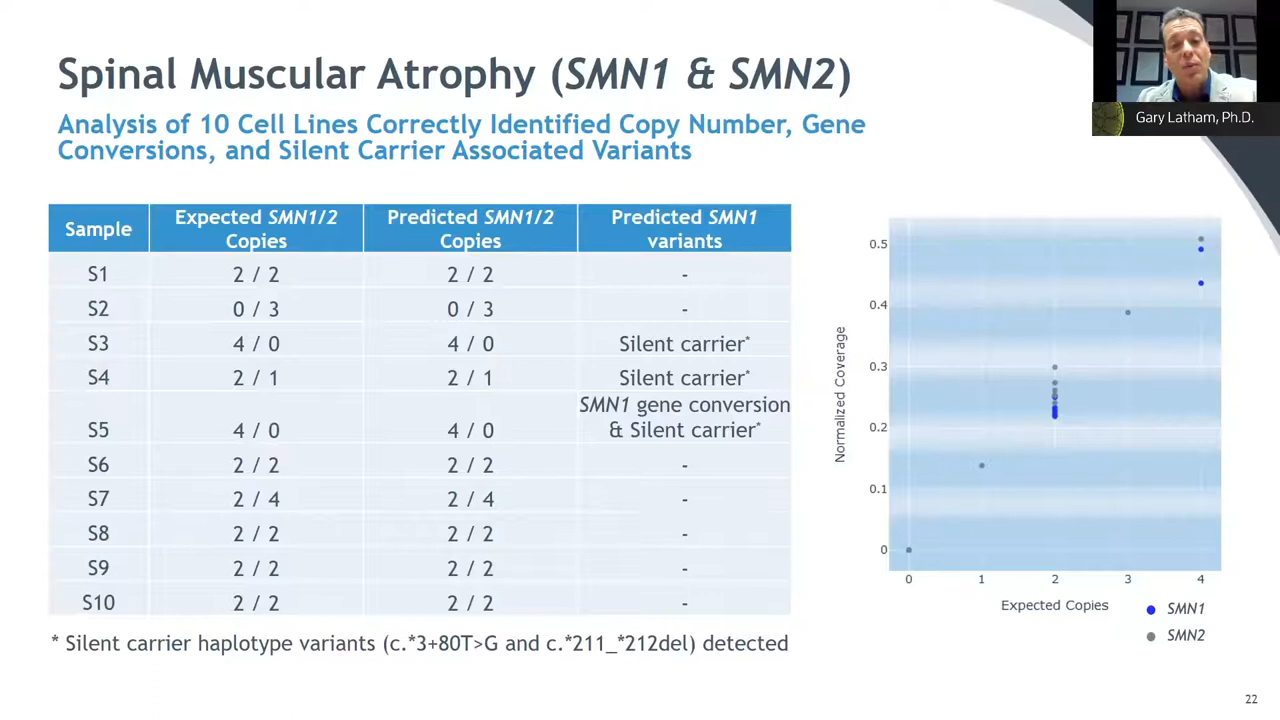 Spinal Muscular Atrophy (SMN1 & SMN2)
Analysis of 10 Cell Lines Correctly Identified Copy Number, Gene
Conversions, and Silent Carrier Associated Variants
Gary Latham, Ph.D.
Sample Expected SMN1/2 Copies Predicted SMN1/2 Copies Predicted SMN1 variants
S1 2 / 2 2 / 2 -
S2 0 / 3 0 / 3 -
S3 4 / 0 4 / 0 Silent carrier*
S4 2 / 1 2 / 1 Silent carrier*
S5 4 / 0 4 / 0 SMN1 gene conversion & Silent carrier*
S6 2 / 2 2 / 2 -
S7 2 / 4 2 / 4 -
S8 2 / 2 2 / 2 -
S9 2 / 2 2 / 2 -
S10 2 / 2 2 / 2 -
* Silent carrier haplotype variants (c.*3+80T>G and c.*211_*212del) detected
Normalized Coverage
0.5
0.4
0.3
0.2
0.1
0
0 1 2 3 4
Expected Copies
SMN1
SMN2
22